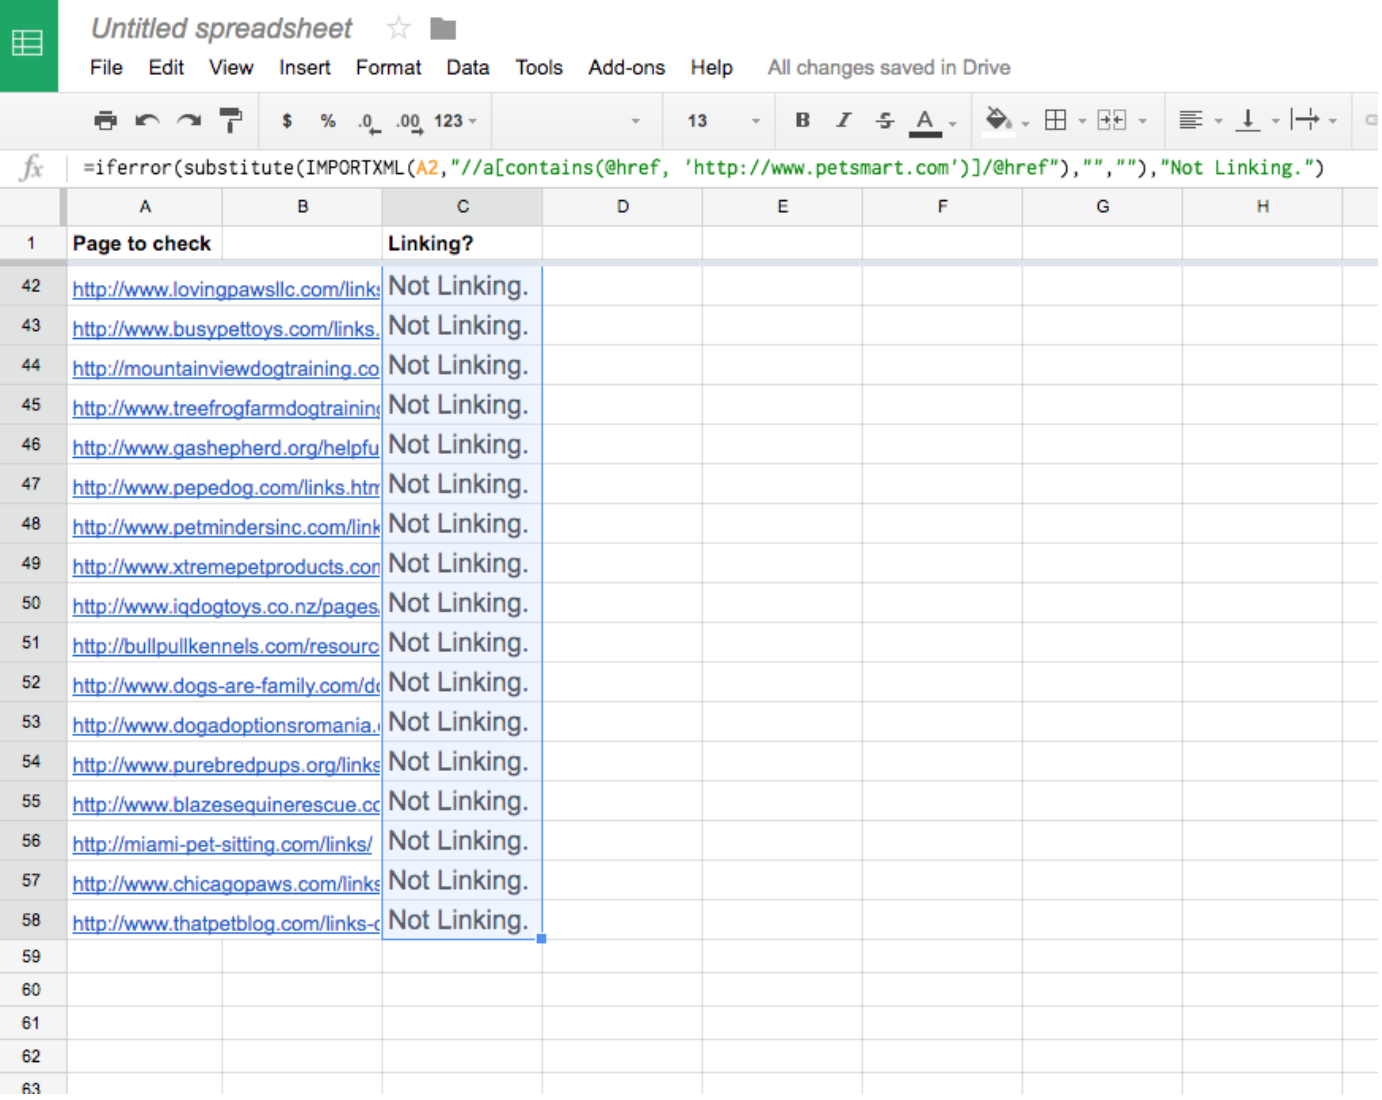 Untitled spreadsheet
File Edit View Insert Format Data Tools Add-ons Help All changes saved in Drive
$ % .0 .00 123 13 B I S A
fx =iferror(substitute(IMPORTXML(A2,"//a[contains(@href, 'http://www.petsmart.com')]/@href"),"",""),"Not Linking.")
A B C D E F G H
1 Page to check Linking?
42 http://www.lovingpawsllc.com/links Not Linking.
43 http://www.busypettoys.com/links. Not Linking.
44 http://mountainviewdogtraining.co Not Linking.
45 http://www.treefrogfarmdogtraining Not Linking.
46 http://www.gashepherd.org/helpfu Not Linking.
47 http://www.pepedog.com/links.htm Not Linking.
48 http://www.petmindersinc.com/link Not Linking.
49 http://www.xtremepetproducts.com Not Linking.
50 http://www.iqdogtoys.co.nz/pages/ Not Linking.
51 http://bullpullkennels.com/resourc Not Linking.
52 http://www.dogs-are-family.com/do Not Linking.
53 http://www.dogadoptionsromania. Not Linking.
54 http://www.purebredpups.org/links Not Linking.
55 http://www.blazesequinerescue.co Not Linking.
56 http://miami-pet-sitting.com/links/ Not Linking.
57 http://www.chicagopaws.com/links Not Linking.
58 http://www.thatpetblog.com/links-c Not Linking.
59
60
61
62
63